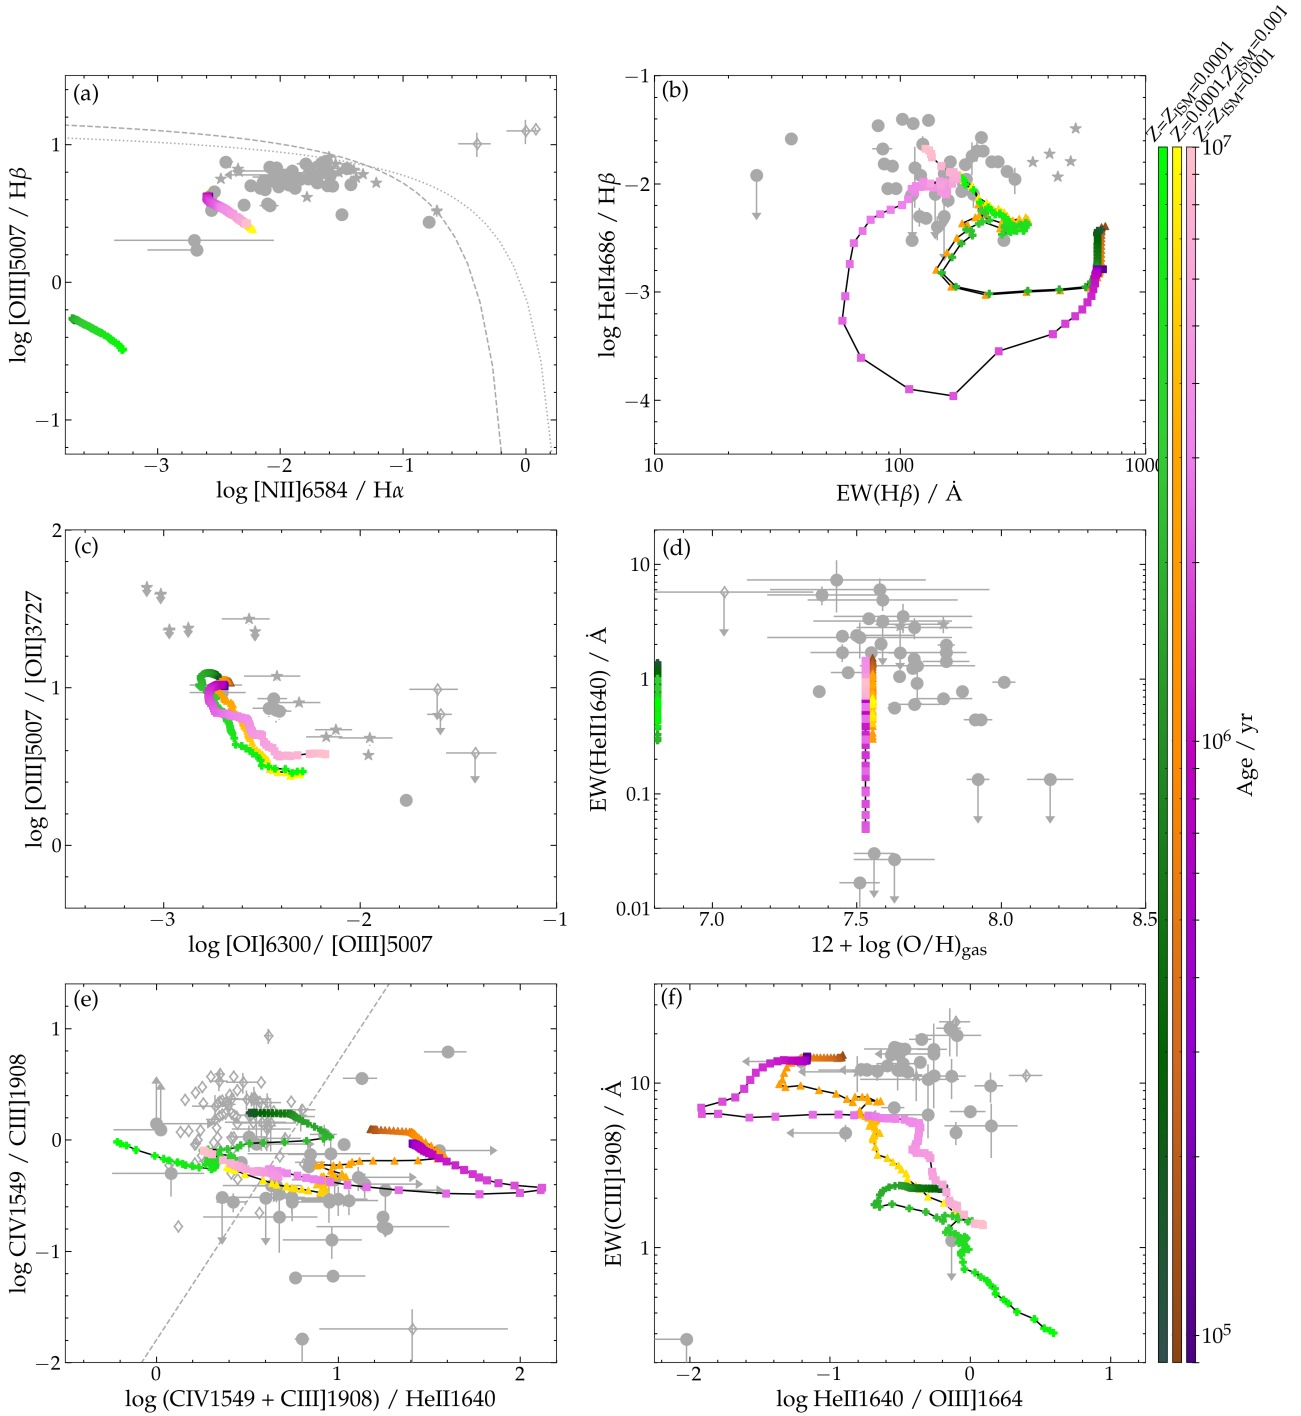 Z=Z_ISM=0.0001
Z=0.0001,Z_ISM=0.001
Z=Z_ISM=0.001
(a)
1
0
−1
log [OIII]5007 / Hβ
−3 −2 −1 0
log [NII]6584 / Hα
(b)
−1
−2
−3
−4
log HeII4686 / Hβ
10 100 1000
EW(Hβ) / Å
(c)
2
1
0
log [OIII]5007 / [OII]3727
−3 −2 −1
log [OI]6300/ [OIII]5007
(d)
10
1
0.1
0.01
EW(HeII1640) / Å
7.0 7.5 8.0 8.5
12 + log (O/H)gas
(e)
1
0
−1
−2
log CIV1549 / CIII]1908
0 1 2
log (CIV1549 + CIII]1908) / HeII1640
(f)
10
1
EW(CIII]1908) / Å
−2 −1 0 1
log HeII1640 / OIII]1664
10⁷
10⁶
10⁵
Age / yr